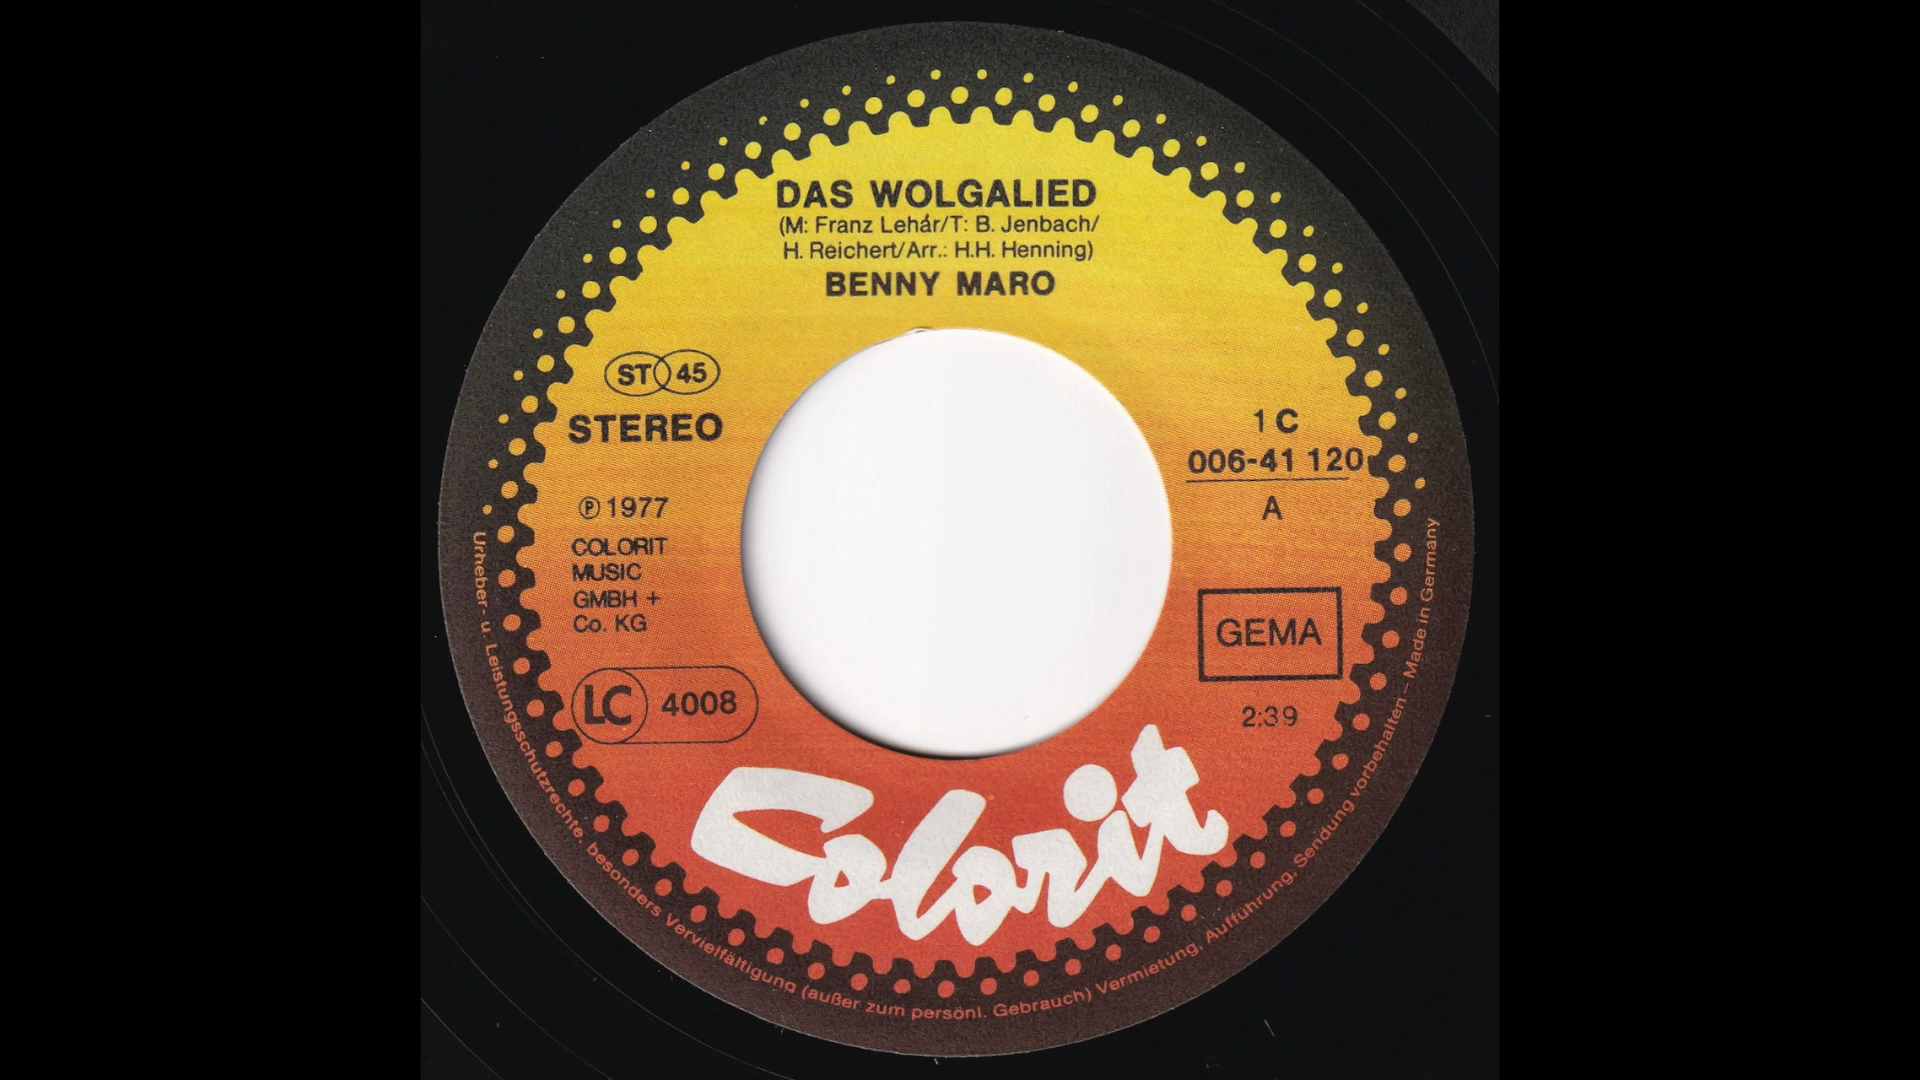 DAS WOLGALIED
(M: Franz Lehár/T: B. Jenbach/
H. Reichert/Arr.: H.H. Henning)
BENNY MARO
ST 45
STEREO
℗ 1977
COLORIT
MUSIC
GMBH +
Co. KG
LC 4008
1 C
006-41 120
A
GEMA
2:39
Colorit
Urheber- u. Leistungsschutzrechte, besonders Vervielfältigung (außer zum persönl. Gebrauch) Vermietung, Aufführung, Sendung vorbehalten – Made in Germany